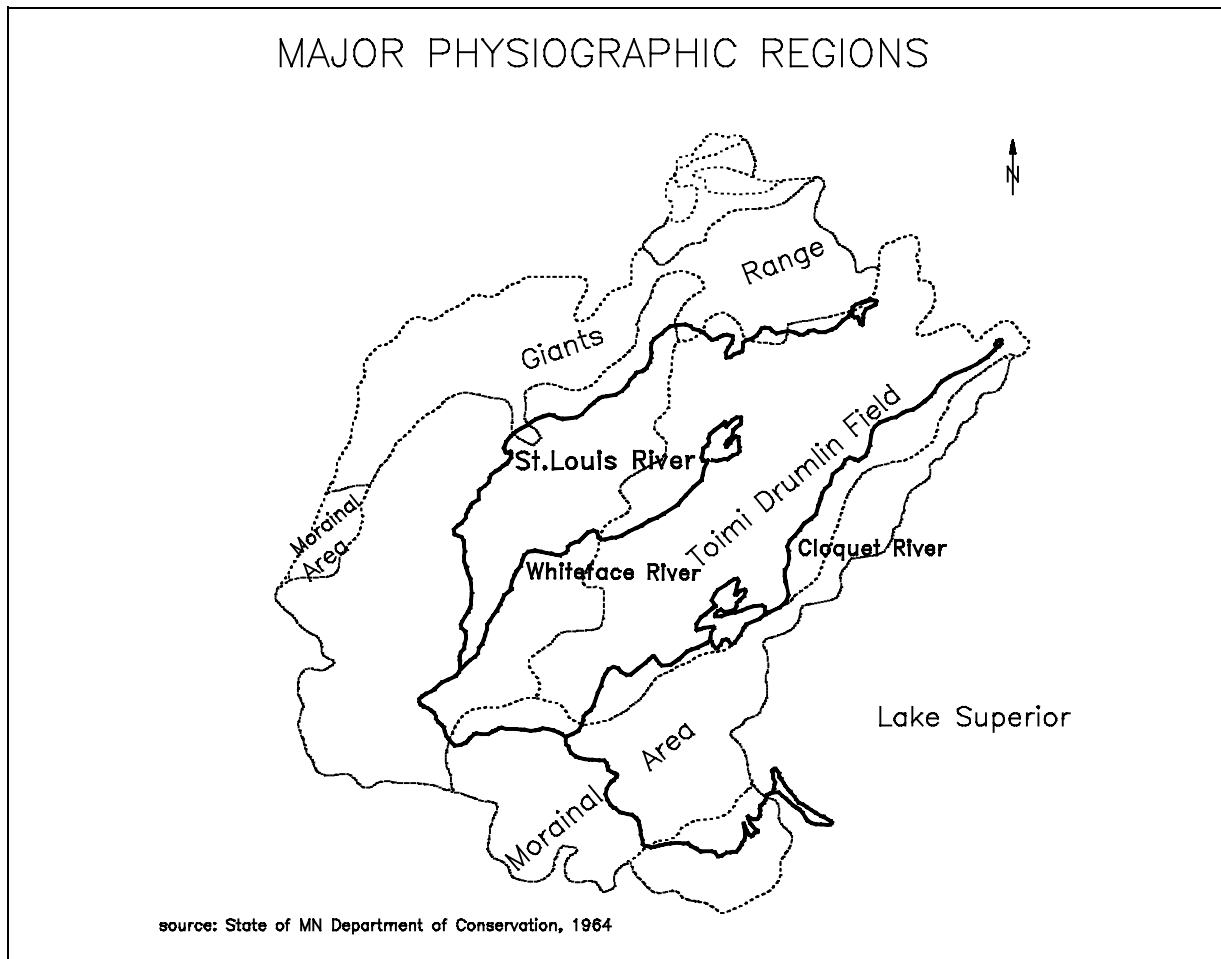 MAJOR PHYSIOGRAPHIC REGIONS
N
Range
Giants
Toimi Drumlin Field
St.Louis River
Morainal
Area
Cloquet River
Whiteface River
Lake Superior
Morainal Area
source: State of MN Department of Conservation, 1964